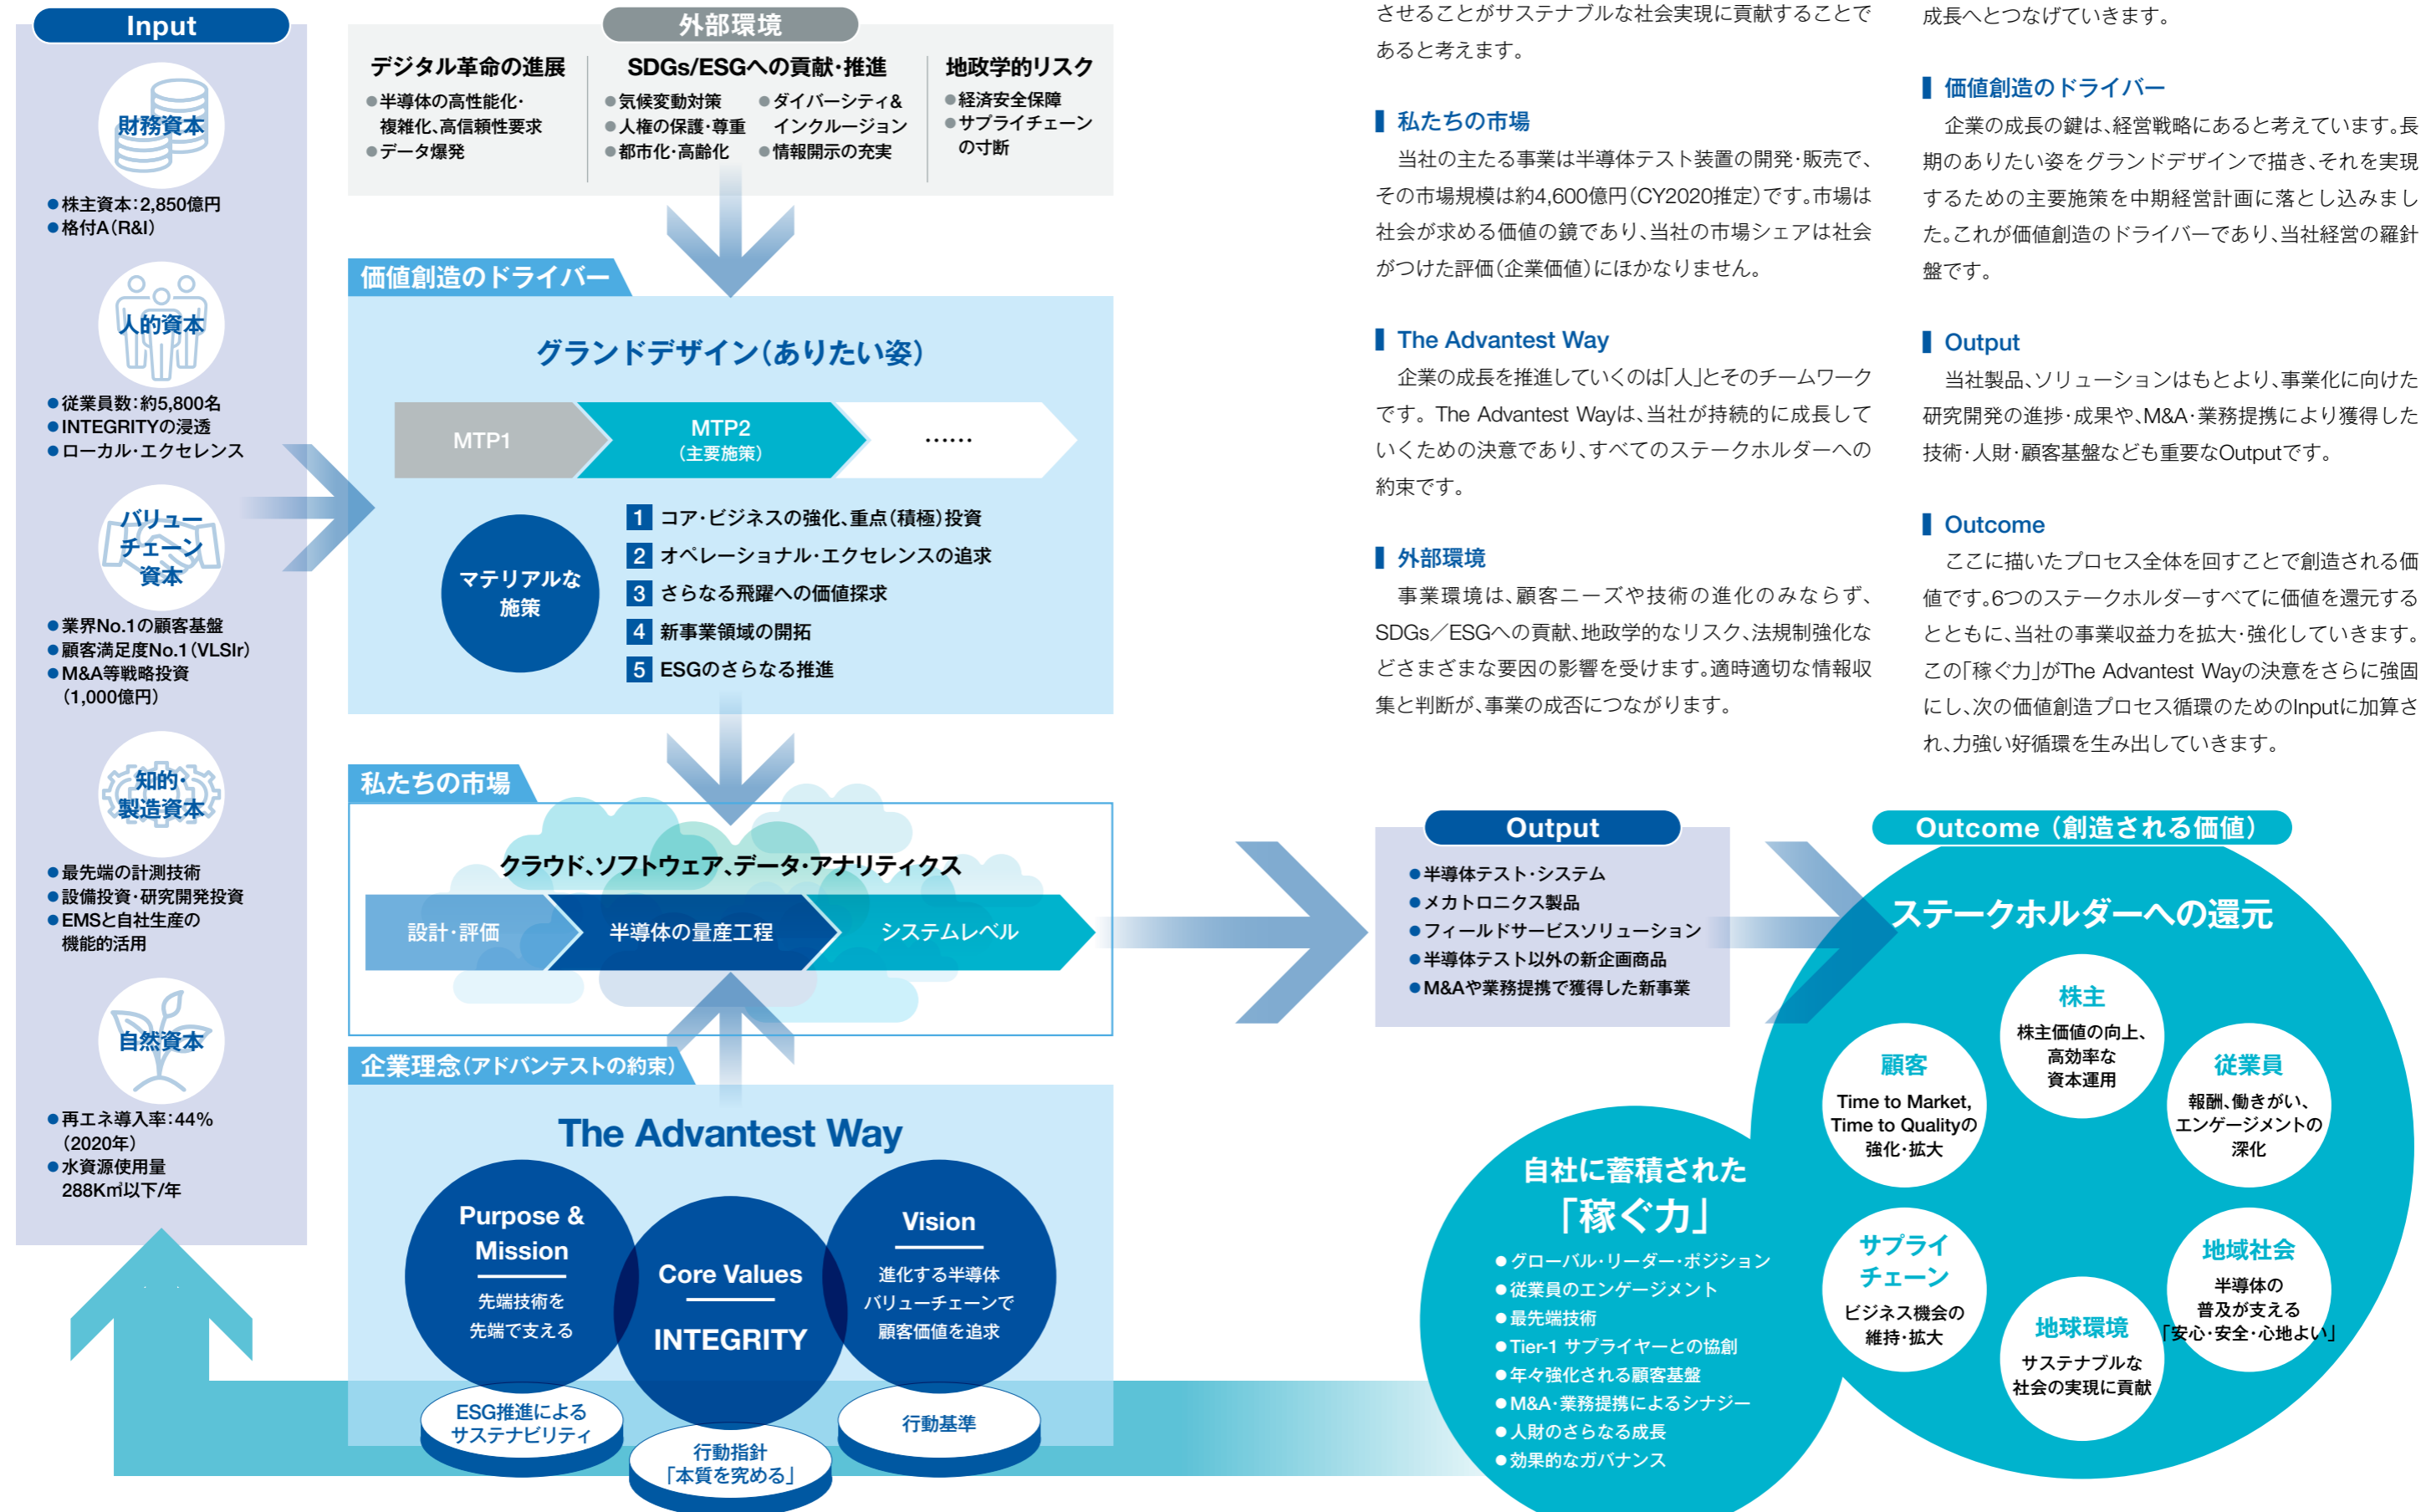 Input
財務資本
●株主資本:2,850億円
●格付A(R&I)
人的資本
●従業員数:約5,800名
●INTEGRITYの浸透
●ローカル・エクセレンス
バリュー
チェーン
資本
●業界No.1の顧客基盤
●顧客満足度No.1(VLSIr)
●M&A等戦略投資
(1,000億円)
知的・
製造資本
●最先端の計測技術
●設備投資・研究開発投資
●EMSと自社生産の
機能的活用
自然資本
●再エネ導入率:44%
(2020年)
●水資源使用量
288K㎥以下/年
外部環境
デジタル革命の進展
●半導体の高性能化・
複雑化、高信頼性要求
●データ爆発
SDGs/ESGへの貢献・推進
●気候変動対策
●人権の保護・尊重
●都市化・高齢化
●ダイバーシティ&
インクルージョン
●情報開示の充実
地政学的リスク
●経済安全保障
●サプライチェーン
の寸断
価値創造のドライバー
グランドデザイン(ありたい姿)
MTP1
MTP2
(主要施策)
……
マテリアルな
施策
1 コア・ビジネスの強化、重点(積極)投資
2 オペレーショナル・エクセレンスの追求
3 さらなる飛躍への価値探求
4 新事業領域の開拓
5 ESGのさらなる推進
私たちの市場
クラウド、ソフトウェア、データ・アナリティクス
設計・評価
半導体の量産工程
システムレベル
企業理念(アドバンテストの約束)
The Advantest Way
Purpose &
Mission
先端技術を
先端で支える
Core Values
INTEGRITY
Vision
進化する半導体
バリューチェーンで
顧客価値を追求
ESG推進による
サステナビリティ
行動指針
「本質を究める」
行動基準
させることがサステナブルな社会実現に貢献することで
あると考えます。
私たちの市場
当社の主たる事業は半導体テスト装置の開発・販売で、
その市場規模は約4,600億円(CY2020推定)です。市場は
社会が求める価値の鏡であり、当社の市場シェアは社会
がつけた評価(企業価値)にほかなりません。
The Advantest Way
企業の成長を推進していくのは「人」とそのチームワーク
です。The Advantest Wayは、当社が持続的に成長して
いくための決意であり、すべてのステークホルダーへの
約束です。
外部環境
事業環境は、顧客ニーズや技術の進化のみならず、
SDGs/ESGへの貢献、地政学的なリスク、法規制強化な
どさまざまな要因の影響を受けます。適時適切な情報収
集と判断が、事業の成否につながります。
成長へとつなげていきます。
価値創造のドライバー
企業の成長の鍵は、経営戦略にあると考えています。長
期のありたい姿をグランドデザインで描き、それを実現
するための主要施策を中期経営計画に落とし込みまし
た。これが価値創造のドライバーであり、当社経営の羅針
盤です。
Output
当社製品、ソリューションはもとより、事業化に向けた
研究開発の進捗・成果や、M&A・業務提携により獲得した
技術・人財・顧客基盤なども重要なOutputです。
Outcome
ここに描いたプロセス全体を回すことで創造される価
値です。6つのステークホルダーすべてに価値を還元する
とともに、当社の事業収益力を拡大・強化していきます。
この「稼ぐ力」がThe Advantest Wayの決意をさらに強固
にし、次の価値創造プロセス循環のためのInputに加算さ
れ、力強い好循環を生み出していきます。
Output
●半導体テスト・システム
●メカトロニクス製品
●フィールドサービスソリューション
●半導体テスト以外の新企画商品
●M&Aや業務提携で獲得した新事業
Outcome(創造される価値)
ステークホルダーへの還元
株主
株主価値の向上、
高効率な
資本運用
顧客
Time to Market,
Time to Qualityの
強化・拡大
従業員
報酬、働きがい、
エンゲージメントの
深化
サプライ
チェーン
ビジネス機会の
維持・拡大
地域社会
半導体の
普及が支える
「安心・安全・心地よい」
地球環境
サステナブルな
社会の実現に貢献
自社に蓄積された
「稼ぐ力」
●グローバル・リーダー・ポジション
●従業員のエンゲージメント
●最先端技術
●Tier-1 サプライヤーとの協創
●年々強化される顧客基盤
●M&A・業務提携によるシナジー
●人財のさらなる成長
●効果的なガバナンス